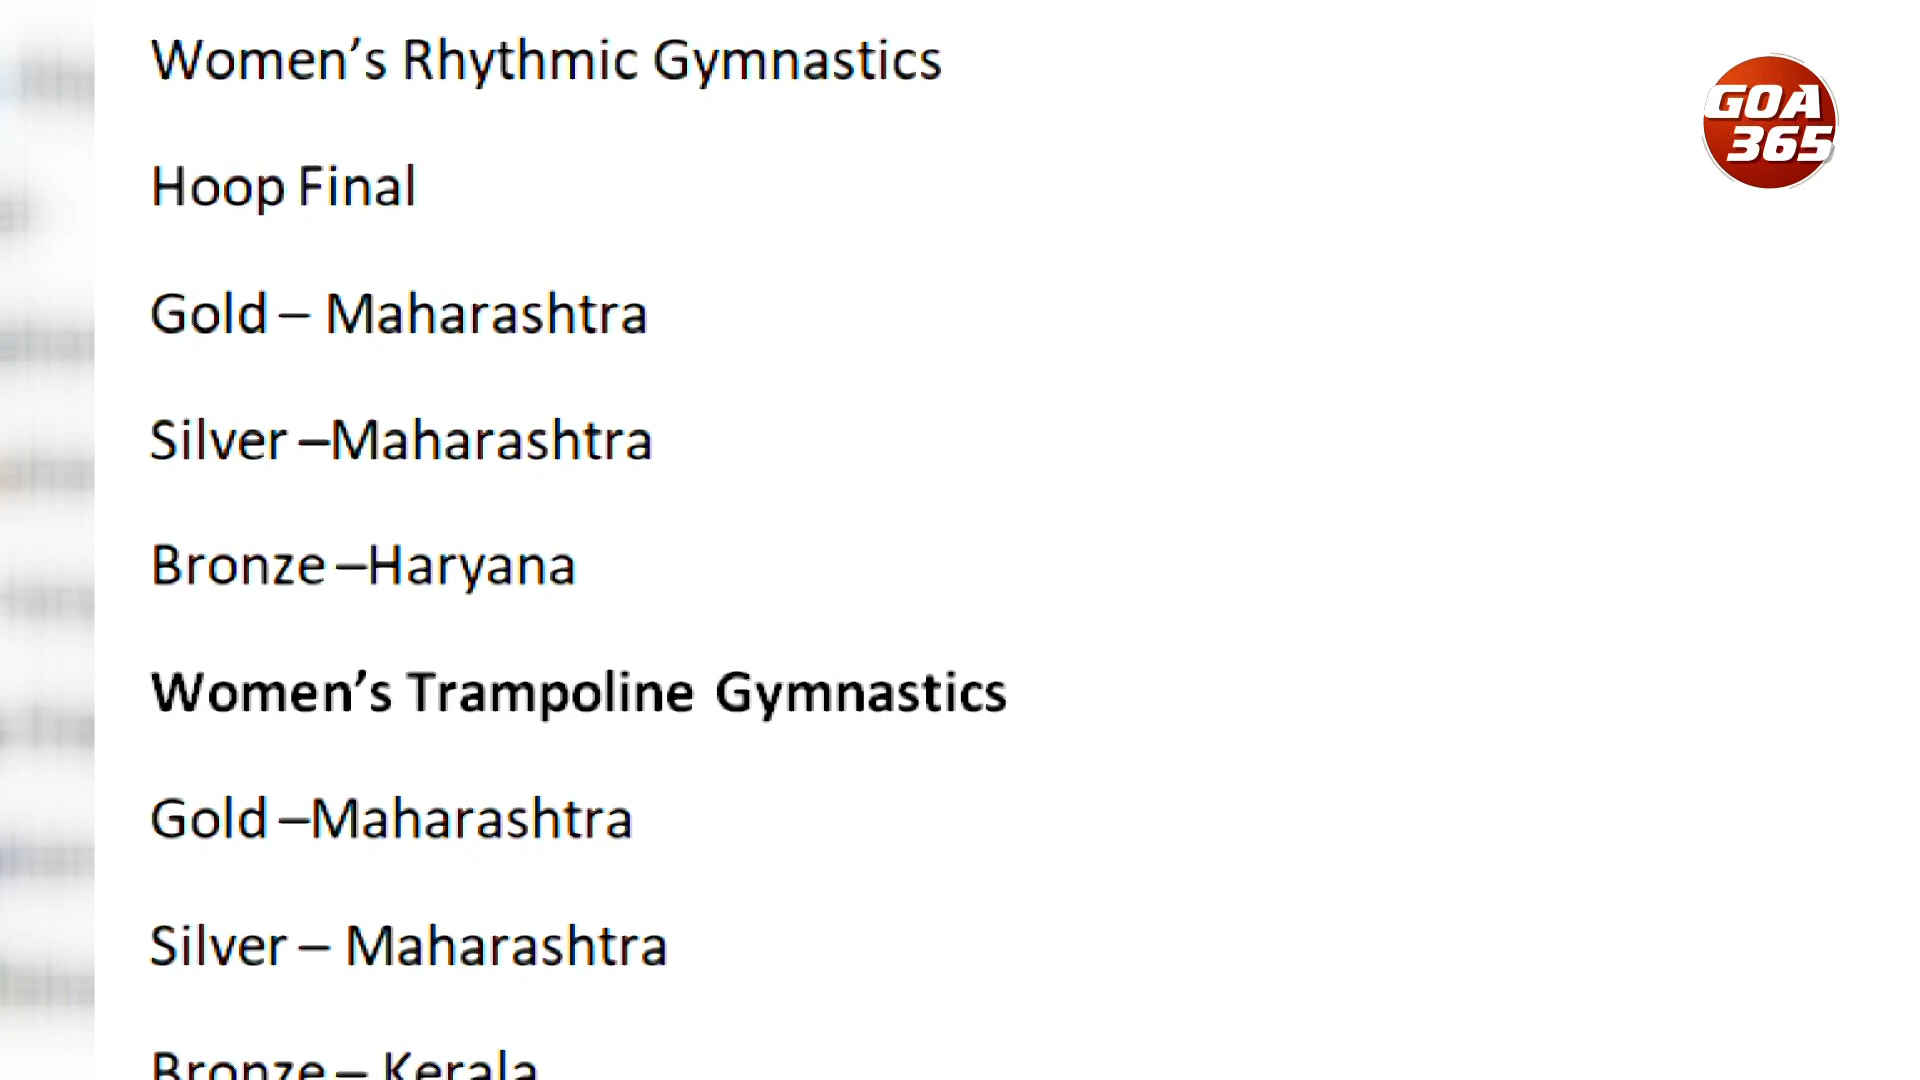 Women’s Rhythmic Gymnastics
GOA
365
Hoop Final
Gold – Maharashtra
Silver –Maharashtra
Bronze –Haryana
Women’s Trampoline Gymnastics
Gold –Maharashtra
Silver – Maharashtra
Bronze – Kerala